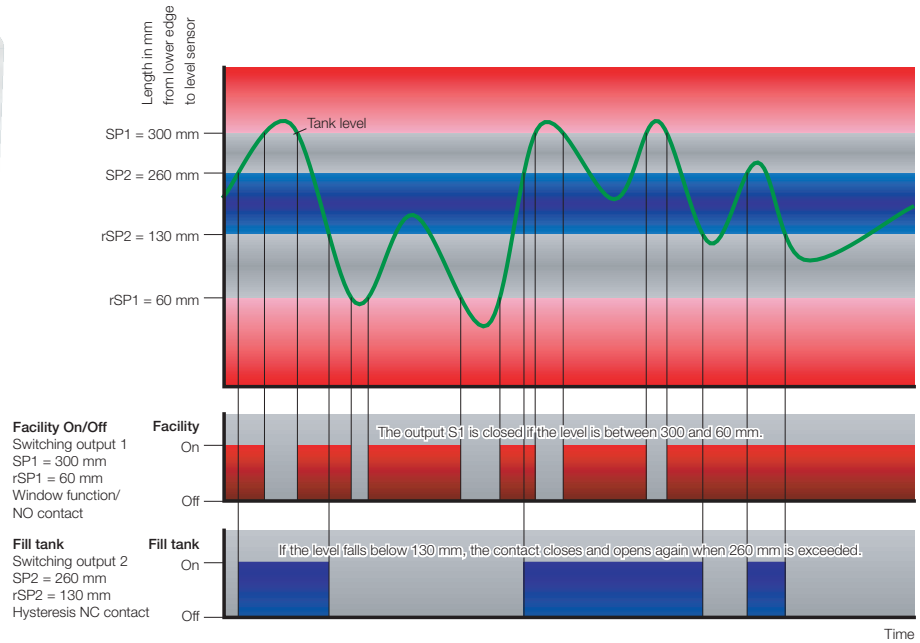 Length in mm
from lower edge
to level sensor
Tank level
SP1 = 300 mm
SP2 = 260 mm
rSP2 = 130 mm
rSP1 = 60 mm
Facility On/Off
Switching output 1
SP1 = 300 mm
rSP1 = 60 mm
Window function/
NO contact
Facility
On
Off
The output S1 is closed if the level is between 300 and 60 mm.
Fill tank
Switching output 2
SP2 = 260 mm
rSP2 = 130 mm
Hysteresis NC contact
Fill tank
On
Off
If the level falls below 130 mm, the contact closes and opens again when 260 mm is exceeded.
Time